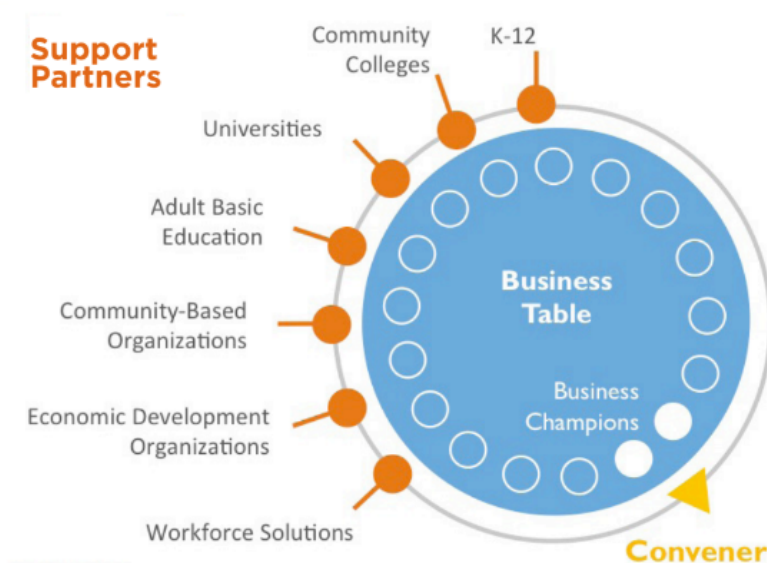 Support
Partners
Community
Colleges
K-12
Universities
Adult Basic
Education
Community-Based
Organizations
Economic Development
Organizations
Workforce Solutions
Business
Table
Business
Champions
Convener